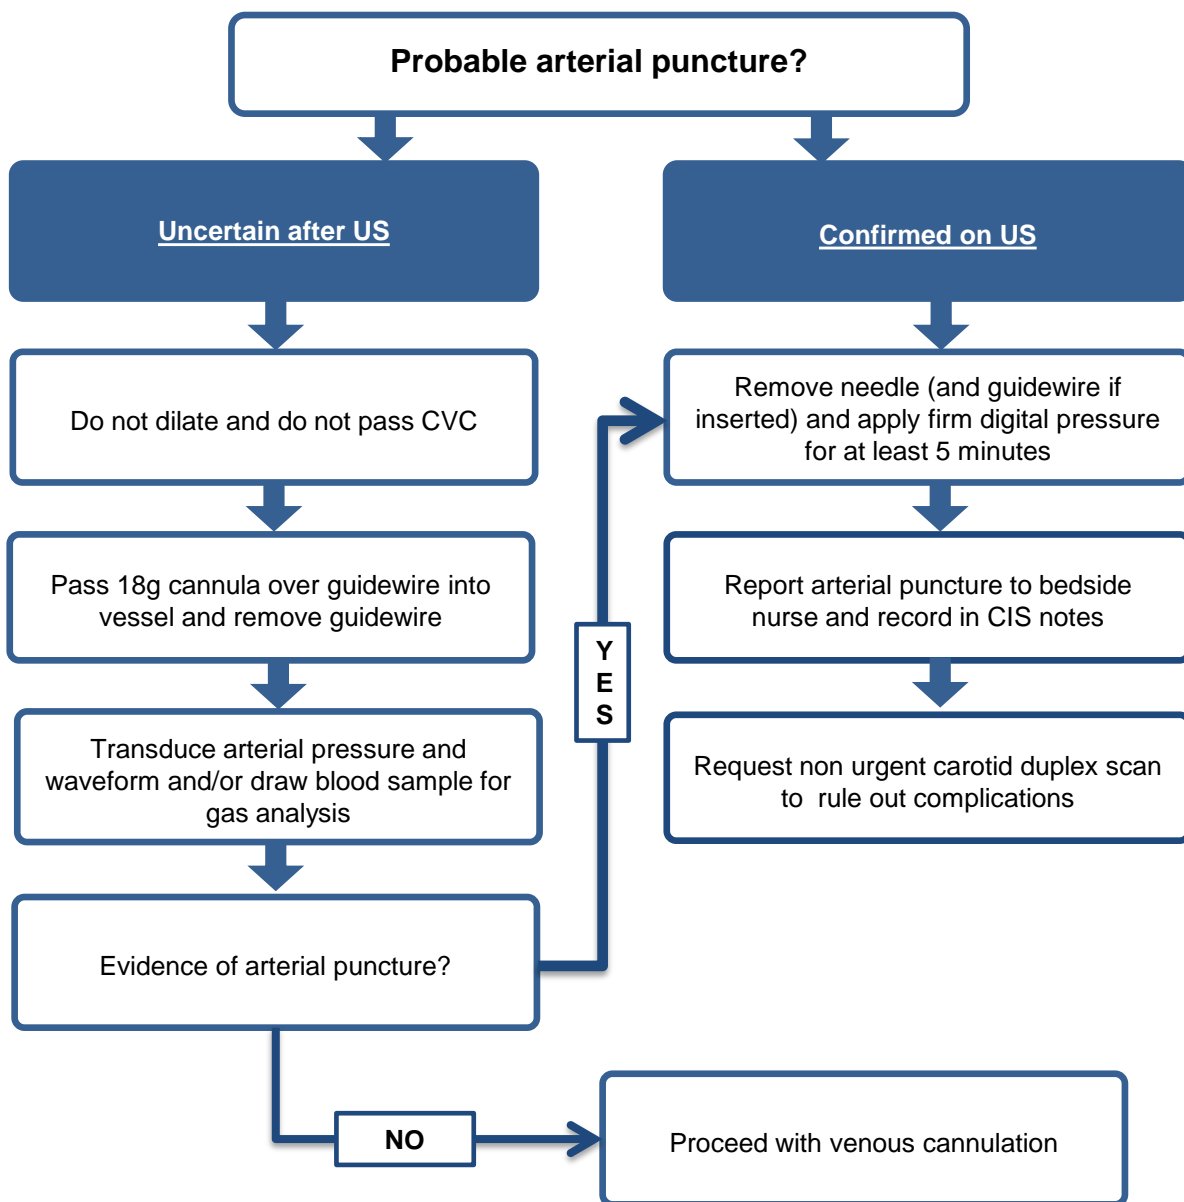 Probable arterial puncture?
Uncertain after US
Confirmed on US
Do not dilate and do not pass CVC
Remove needle (and guidewire if
inserted) and apply firm digital pressure
for at least 5 minutes
Pass 18g cannula over guidewire into
vessel and remove guidewire
Report arterial puncture to bedside
nurse and record in CIS notes
Y
E
S
Transduce arterial pressure and
waveform and/or draw blood sample for
gas analysis
Request non urgent carotid duplex scan
to rule out complications
Evidence of arterial puncture?
NO
Proceed with venous cannulation